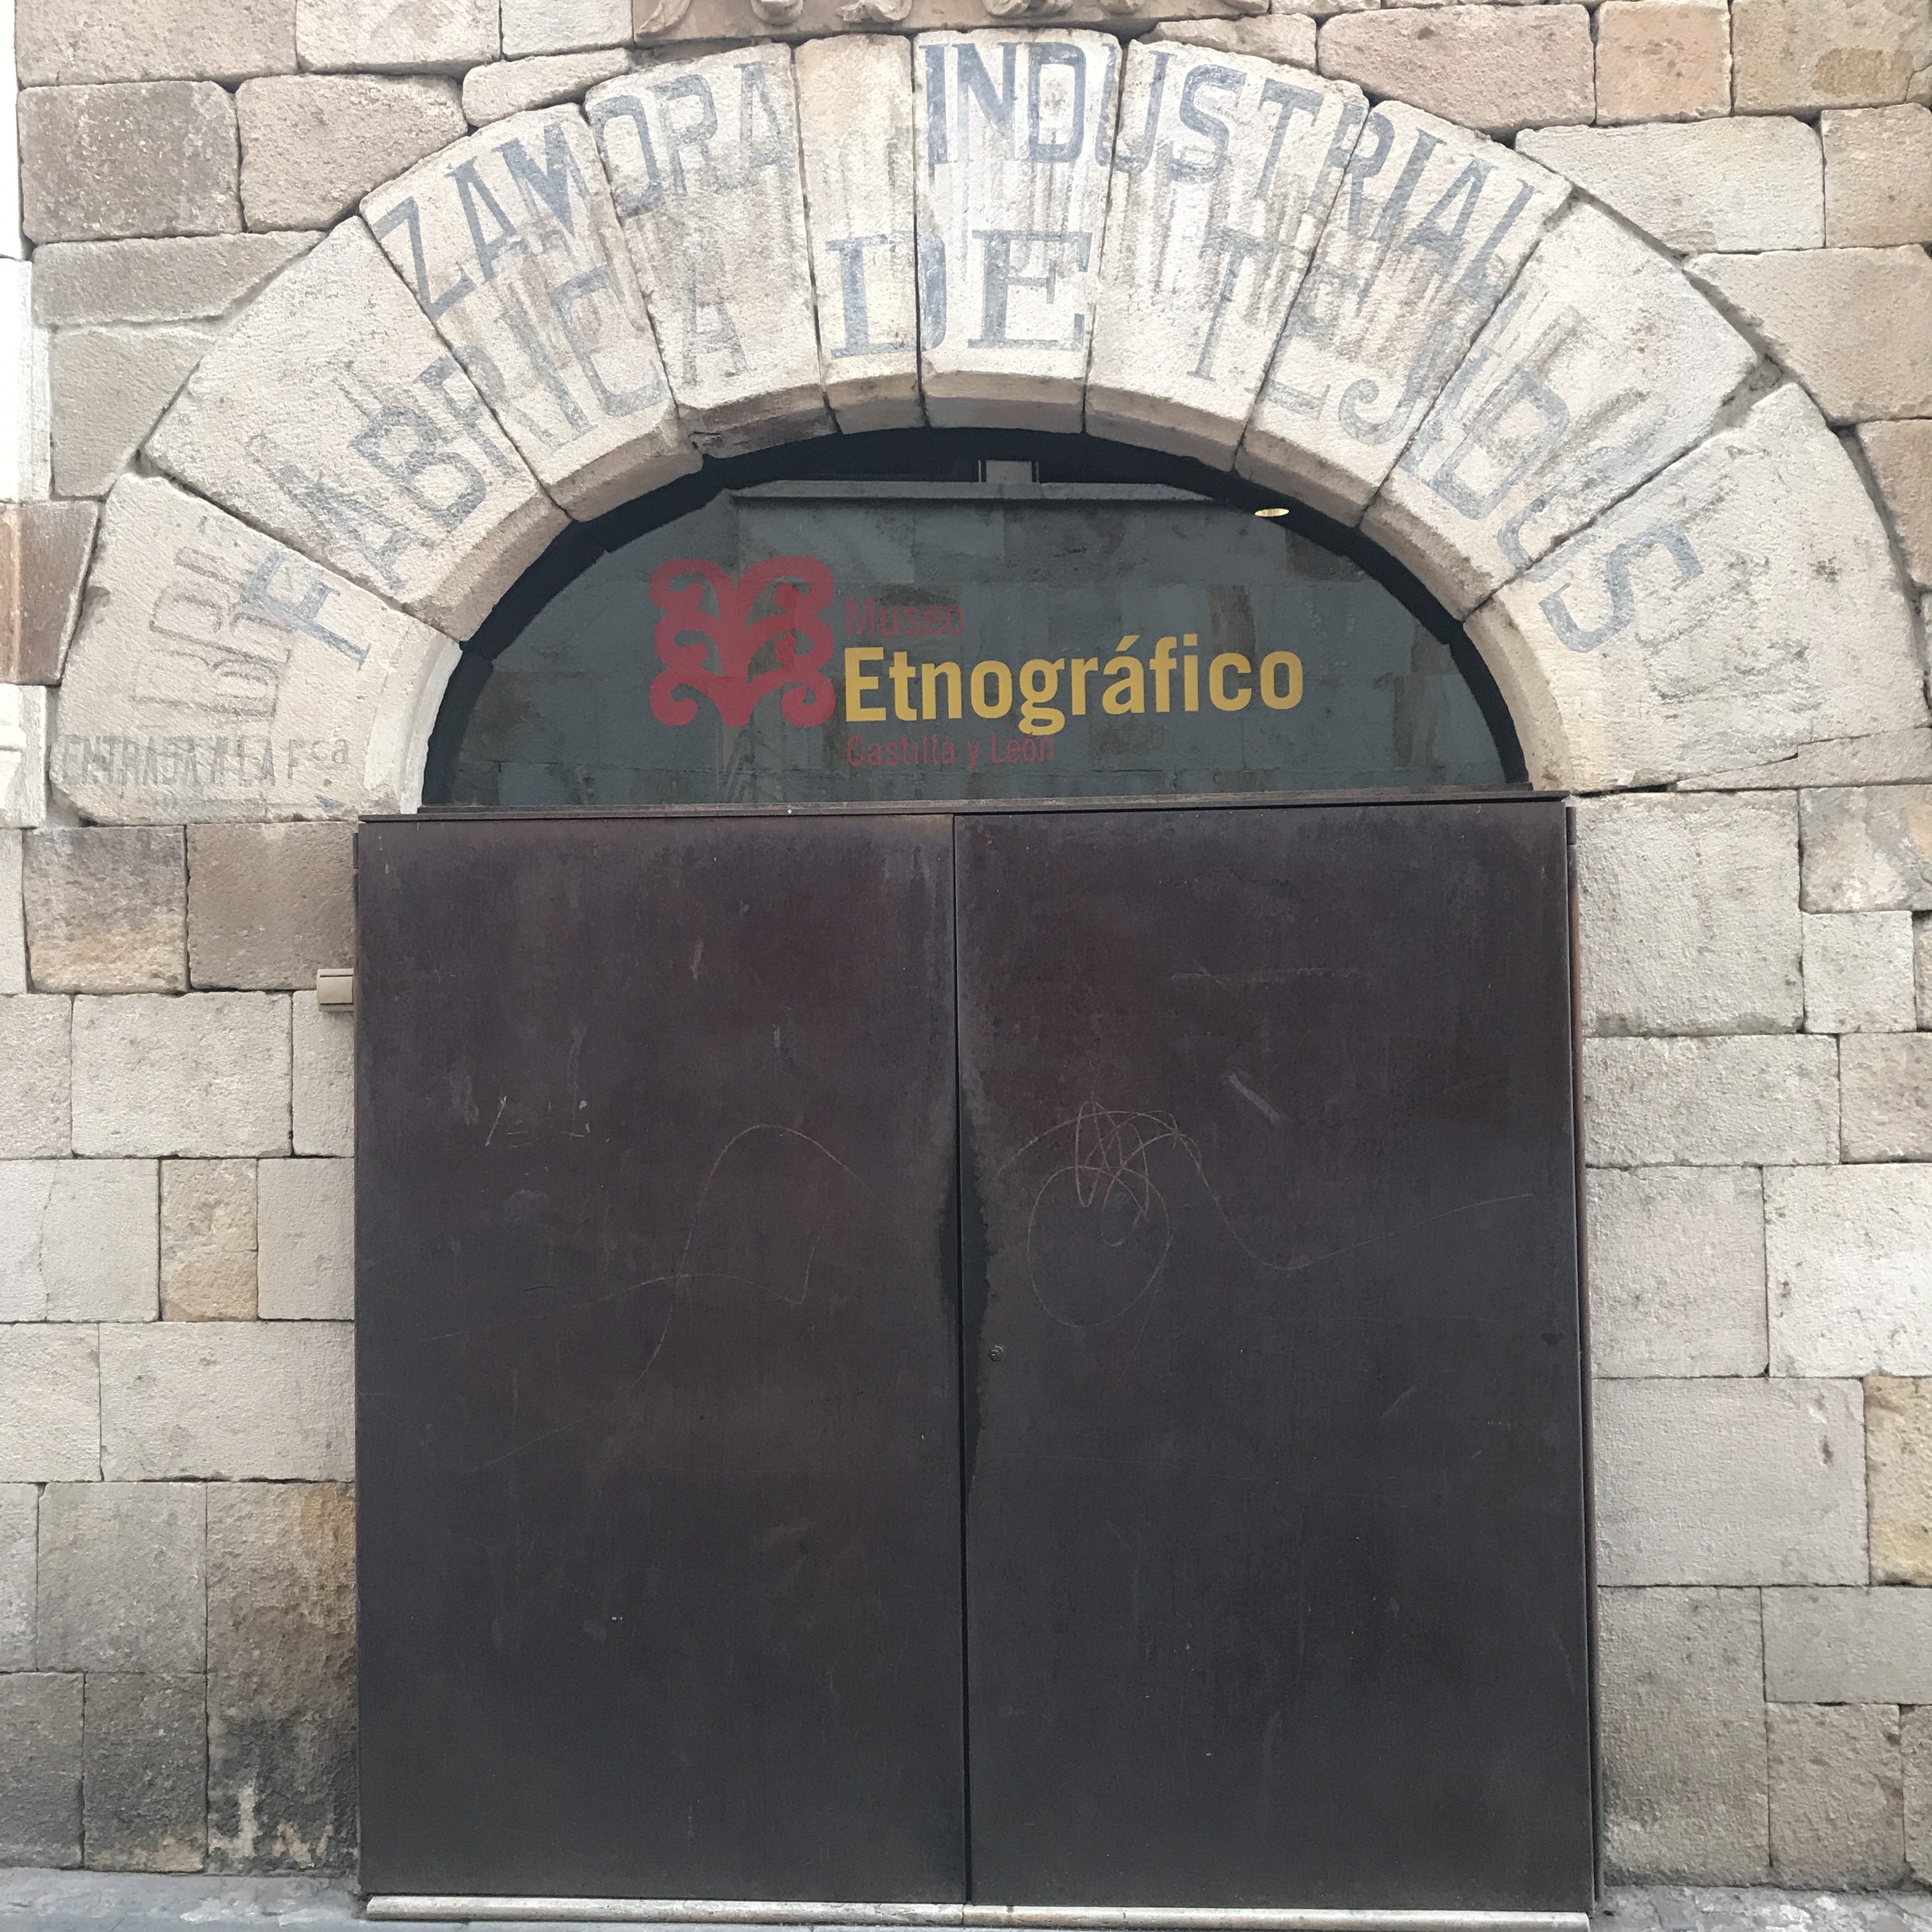 ZAMORA INDUSTRIAL
FABRICA DE TEJIDOS
ENTRADA A LA Fca
Museo
Etnográfico
Castilla y León